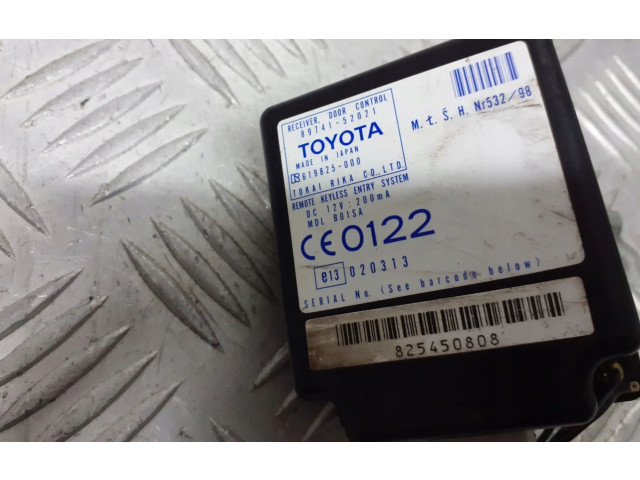 RECEIVER, DOOR CONTROL
89741-52021
TOYOTA
MADE IN JAPAN
619825-000
TOKAI RIKA CO., LTD.
M. Ł. Ś. H. Nr532/98
REMOTE KEYLESS ENTRY SYSTEM
DC 12V 200mA
MDL B01SA
CE0122
e13 020313
SERIAL No. (See barcode below)
825450808